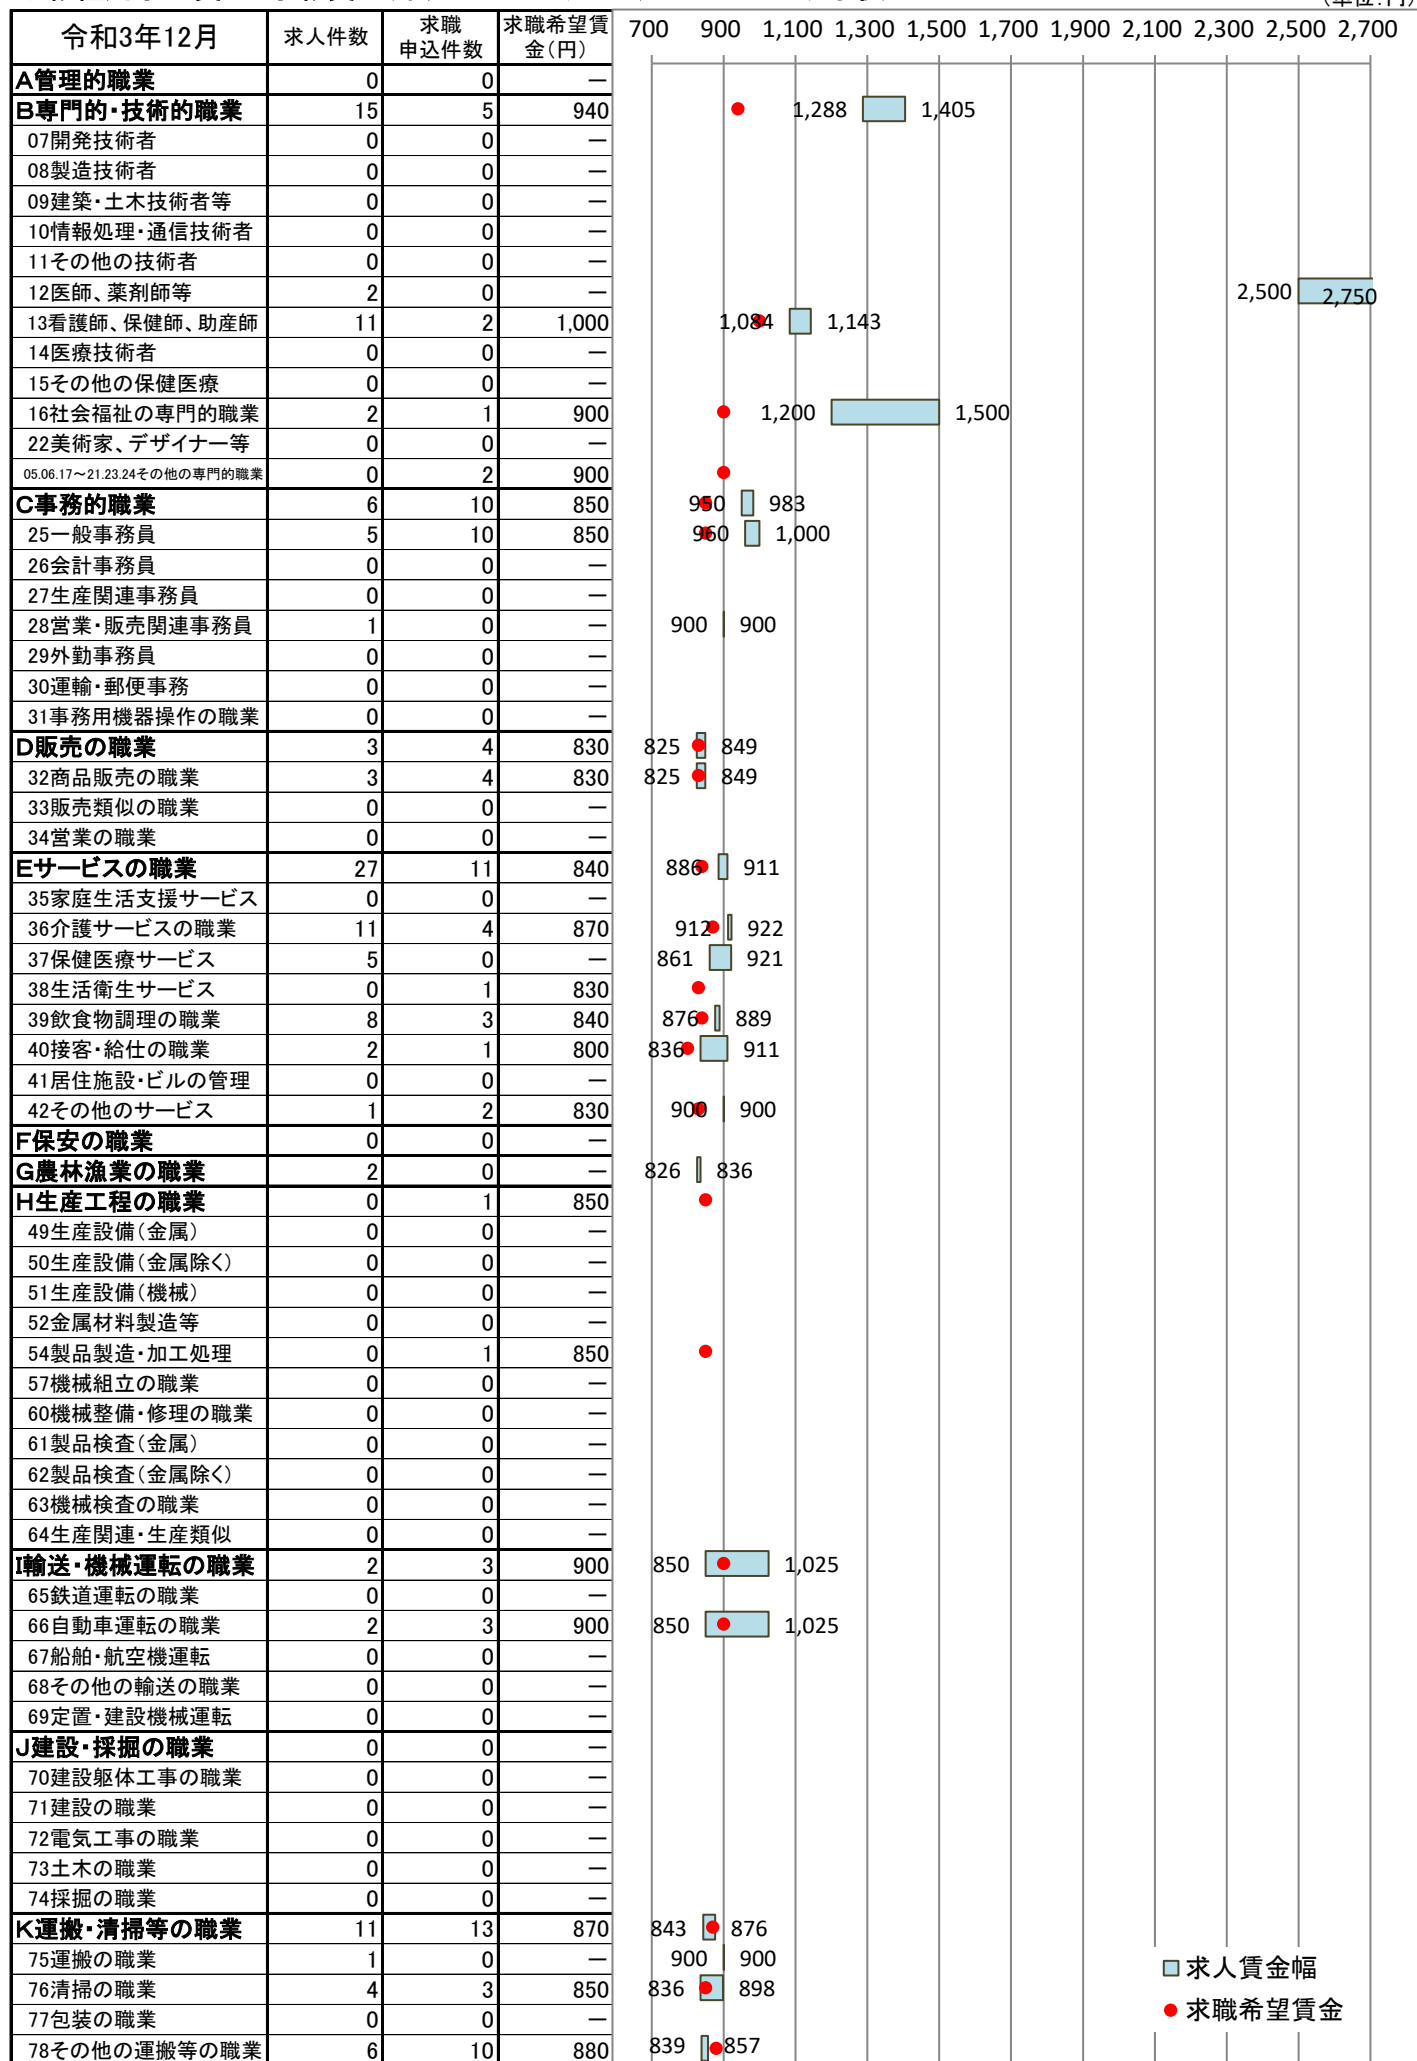 令和3年12月 求人件数 求職申込件数 求職希望賃金(円) 700 900 1,100 1,300 1,500 1,700 1,900 2,100 2,300 2,500 2,700
A管理的職業 0 0 ―
B専門的・技術的職業 15 5 940 1,288 1,405
07開発技術者 0 0 ―
08製造技術者 0 0 ―
09建築・土木技術者等 0 0 ―
10情報処理・通信技術者 0 0 ―
11その他の技術者 0 0 ―
12医師、薬剤師等 2 0 ― 2,500 2,750
13看護師、保健師、助産師 11 2 1,000 1,084 1,143
14医療技術者 0 0 ―
15その他の保健医療 0 0 ―
16社会福祉の専門的職業 2 1 900 1,200 1,500
22美術家、デザイナー等 0 0 ―
05.06.17～21.23.24その他の専門的職業 0 2 900
C事務的職業 6 10 850 950 983
25一般事務員 5 10 850 960 1,000
26会計事務員 0 0 ―
27生産関連事務員 0 0 ―
28営業・販売関連事務員 1 0 ― 900 900
29外勤事務員 0 0 ―
30運輸・郵便事務 0 0 ―
31事務用機器操作の職業 0 0 ―
D販売の職業 3 4 830 825 849
32商品販売の職業 3 4 830 825 849
33販売類似の職業 0 0 ―
34営業の職業 0 0 ―
Eサービスの職業 27 11 840 886 911
35家庭生活支援サービス 0 0 ―
36介護サービスの職業 11 4 870 912 922
37保健医療サービス 5 0 ― 861 921
38生活衛生サービス 0 1 830
39飲食物調理の職業 8 3 840 876 889
40接客・給仕の職業 2 1 800 836 911
41居住施設・ビルの管理 0 0 ―
42その他のサービス 1 2 830 900 900
F保安の職業 0 0 ―
G農林漁業の職業 2 0 ― 826 836
H生産工程の職業 0 1 850
49生産設備(金属) 0 0 ―
50生産設備(金属除く) 0 0 ―
51生産設備(機械) 0 0 ―
52金属材料製造等 0 0 ―
54製品製造・加工処理 0 1 850
57機械組立の職業 0 0 ―
60機械整備・修理の職業 0 0 ―
61製品検査(金属) 0 0 ―
62製品検査(金属除く) 0 0 ―
63機械検査の職業 0 0 ―
64生産関連・生産類似 0 0 ―
I輸送・機械運転の職業 2 3 900 850 1,025
65鉄道運転の職業 0 0 ―
66自動車運転の職業 2 3 900 850 1,025
67船舶・航空機運転 0 0 ―
68その他の輸送の職業 0 0 ―
69定置・建設機械運転 0 0 ―
J建設・採掘の職業 0 0 ―
70建設躯体工事の職業 0 0 ―
71建設の職業 0 0 ―
72電気工事の職業 0 0 ―
73土木の職業 0 0 ―
74採掘の職業 0 0 ―
K運搬・清掃等の職業 11 13 870 843 876
75運搬の職業 1 0 ― 900 900
76清掃の職業 4 3 850 836 898
77包装の職業 0 0 ―
78その他の運搬等の職業 6 10 880 839 857
求人賃金幅
求職希望賃金